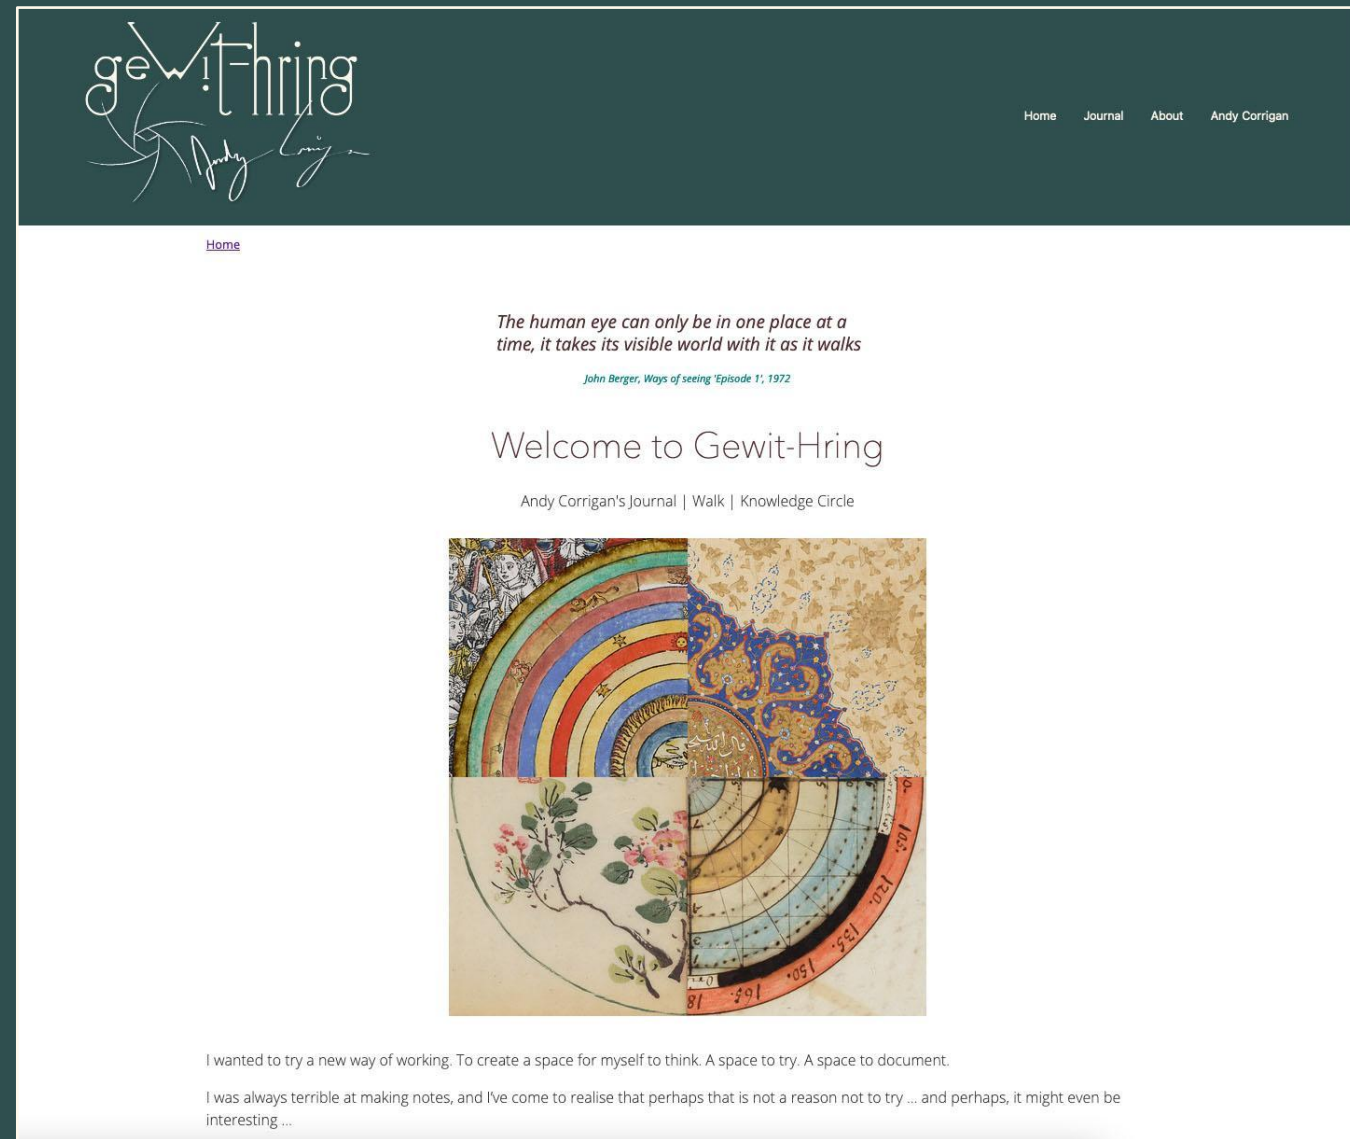 gewit-hring
Andy Corrigan
Home
Journal
About
Andy Corrigan
Home
The human eye can only be in one place at a
time, it takes its visible world with it as it walks
John Berger, Ways of seeing 'Episode 1', 1972
Welcome to Gewit-Hring
Andy Corrigan's Journal | Walk | Knowledge Circle
105.
120.
135.
150.
165.
18
I wanted to try a new way of working. To create a space for myself to think. A space to try. A space to document.
I was always terrible at making notes, and I've come to realise that perhaps that is not a reason not to try ... and perhaps, it might even be
interesting ...